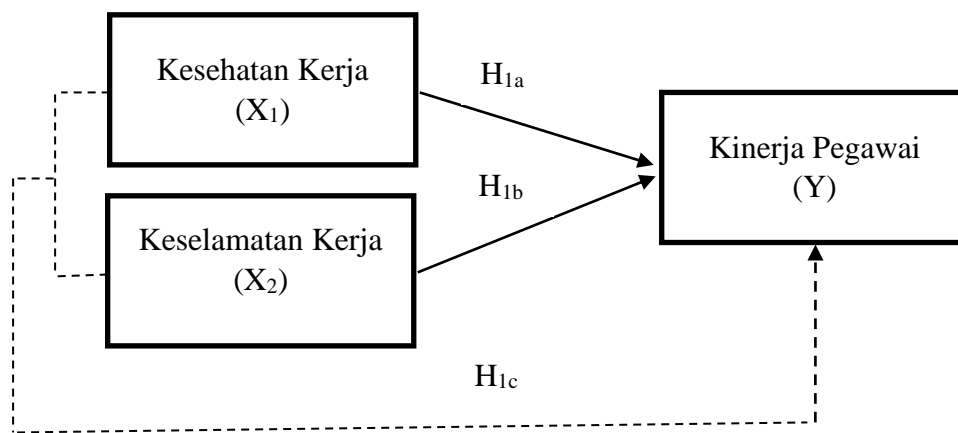 Kesehatan Kerja
(X₁)
H₁ₐ
Kinerja Pegawai
(Y)
H₁b
Keselamatan Kerja
(X₂)
H₁c